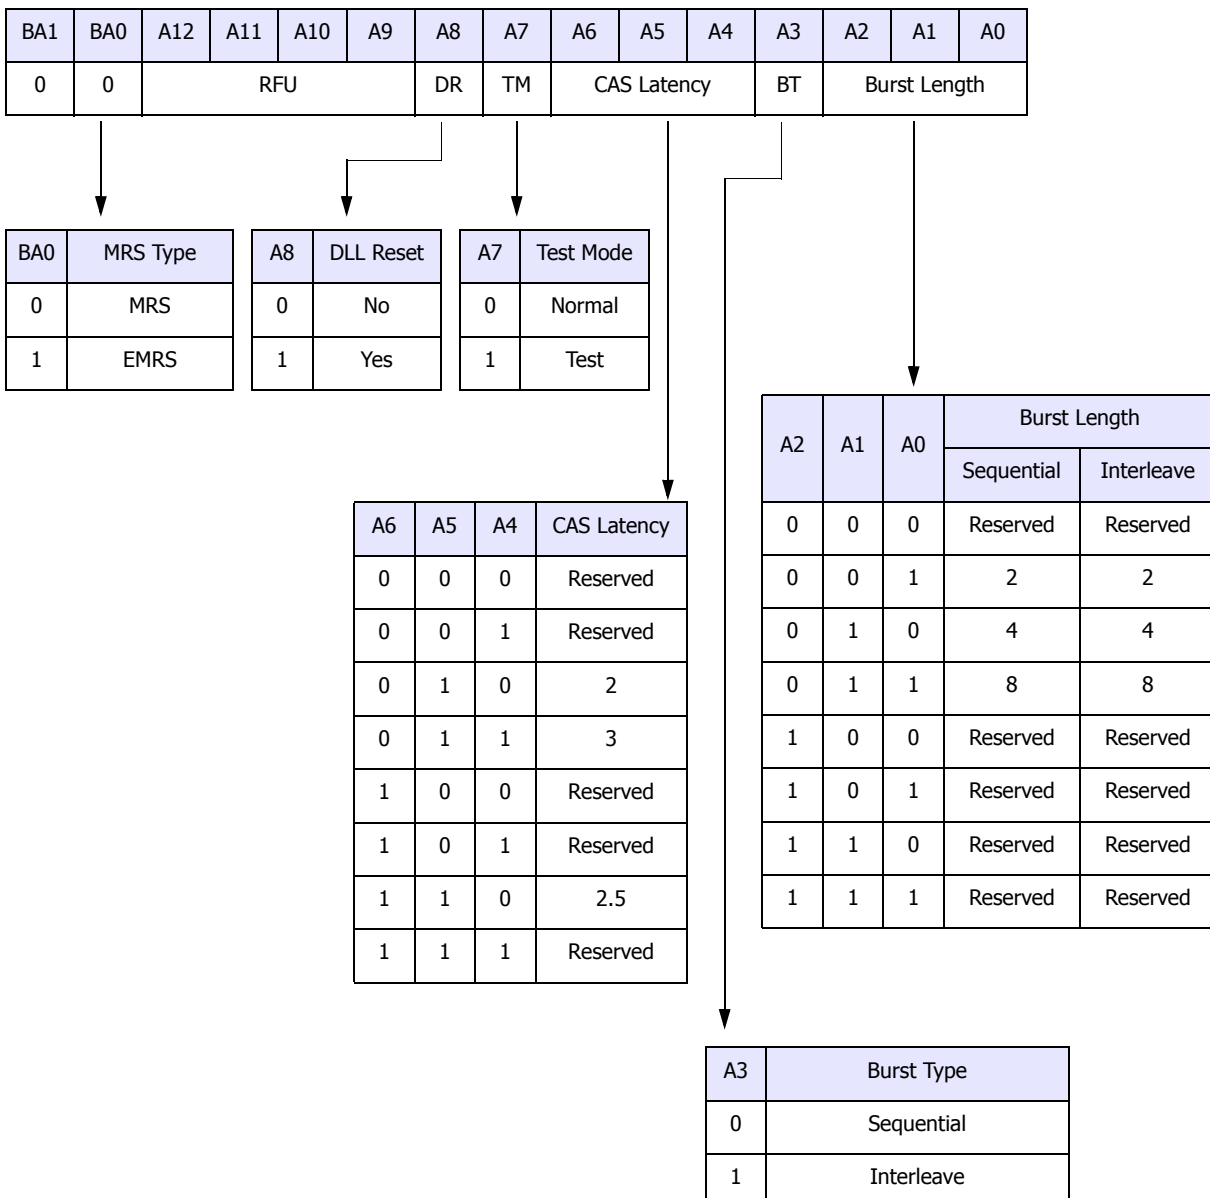 BA1 BA0 A12 A11 A10 A9 A8 A7 A6 A5 A4 A3 A2 A1 A0
0 0 RFU DR TM CAS Latency BT Burst Length
BA0 MRS Type
0 MRS
1 EMRS
A8 DLL Reset
0 No
1 Yes
A7 Test Mode
0 Normal
1 Test
A6 A5 A4 CAS Latency
0 0 0 Reserved
0 0 1 Reserved
0 1 0 2
0 1 1 3
1 0 0 Reserved
1 0 1 Reserved
1 1 0 2.5
1 1 1 Reserved
A2 A1 A0 Burst Length
Sequential Interleave
0 0 0 Reserved Reserved
0 0 1 2 2
0 1 0 4 4
0 1 1 8 8
1 0 0 Reserved Reserved
1 0 1 Reserved Reserved
1 1 0 Reserved Reserved
1 1 1 Reserved Reserved
A3 Burst Type
0 Sequential
1 Interleave